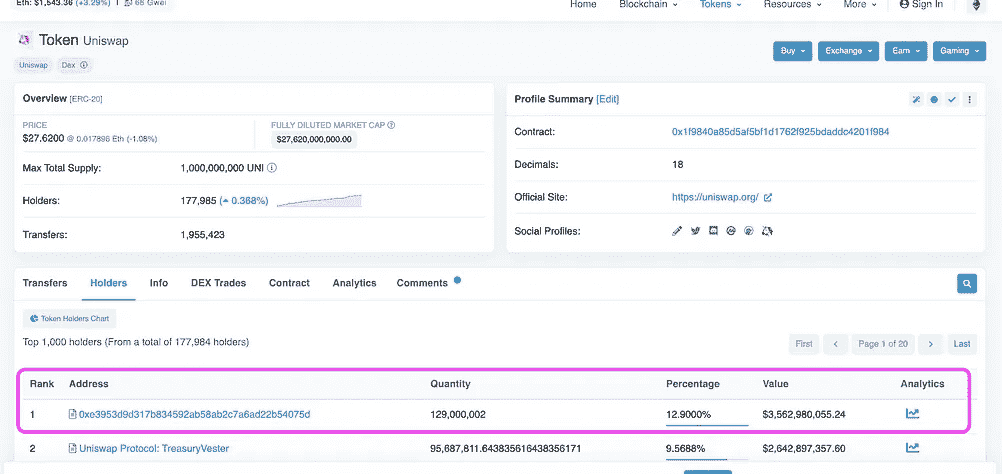 Eth: $1,543.36 (+3.29%) | 66 Gwei
Home Blockchain Tokens Resources More Sign In
Token Uniswap
Uniswap Dex
Buy Exchange Earn Gaming
Overview [ERC-20]
PRICE
$27.6200 @ 0.017896 Eth (-1.08%)
FULLY DILUTED MARKET CAP
$27,620,000,000.00
Max Total Supply: 1,000,000,000 UNI
Holders: 177,985 (0.368%)
Transfers: 1,955,423
Profile Summary [Edit]
Contract: 0x1f9840a85d5af5bf1d1762f925bdaddc4201f984
Decimals: 18
Official Site: https://uniswap.org/
Social Profiles:
Transfers Holders Info DEX Trades Contract Analytics Comments
Token Holders Chart
Top 1,000 holders (From a total of 177,984 holders)
First Page 1 of 20 Last
Rank Address Quantity Percentage Value Analytics
1 0xe3953d9d317b834592ab58ab2c7a6ad22b54075d 129,000,002 12.9000% $3,562,980,055.24
2 Uniswap Protocol: TreasuryVester 95,687,811.643835616438356171 9.5688% $2,642,897,357.60